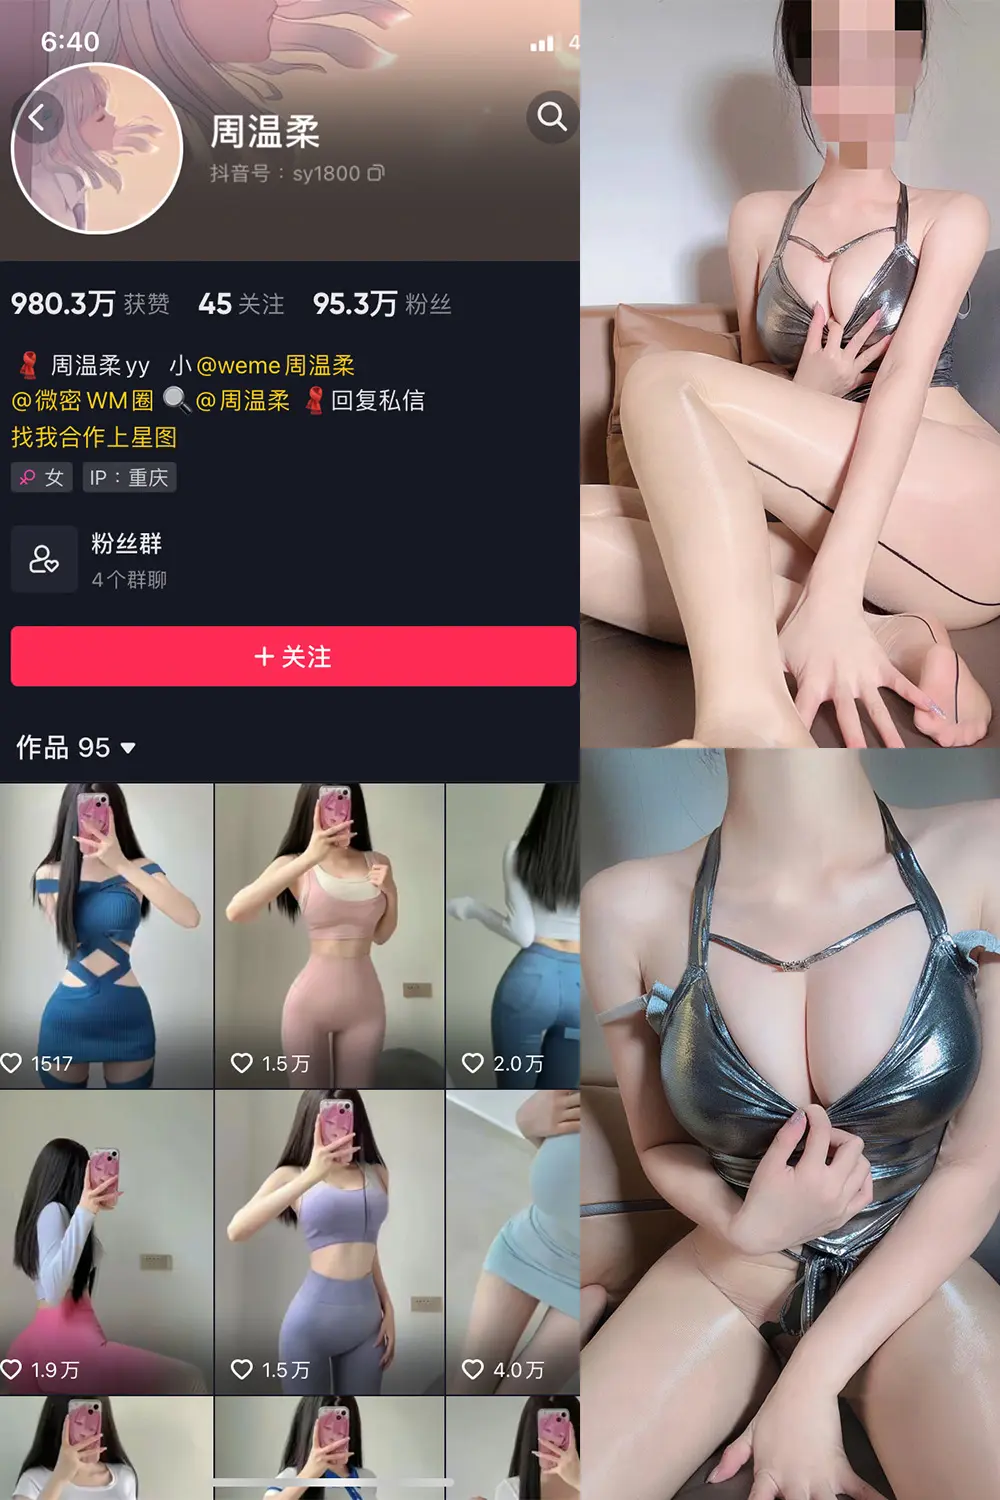 6:40
4
周温柔
抖音号：sy1800
980.3万 获赞 45 关注 95.3万 粉丝
周温柔yy 小@weme周温柔
@微密WM圈 @周温柔 回复私信
找我合作上星图
女 IP：重庆
粉丝群
4个群聊
+ 关注
作品 95
1517 1.5万 2.0万
1.9万 1.5万 4.0万